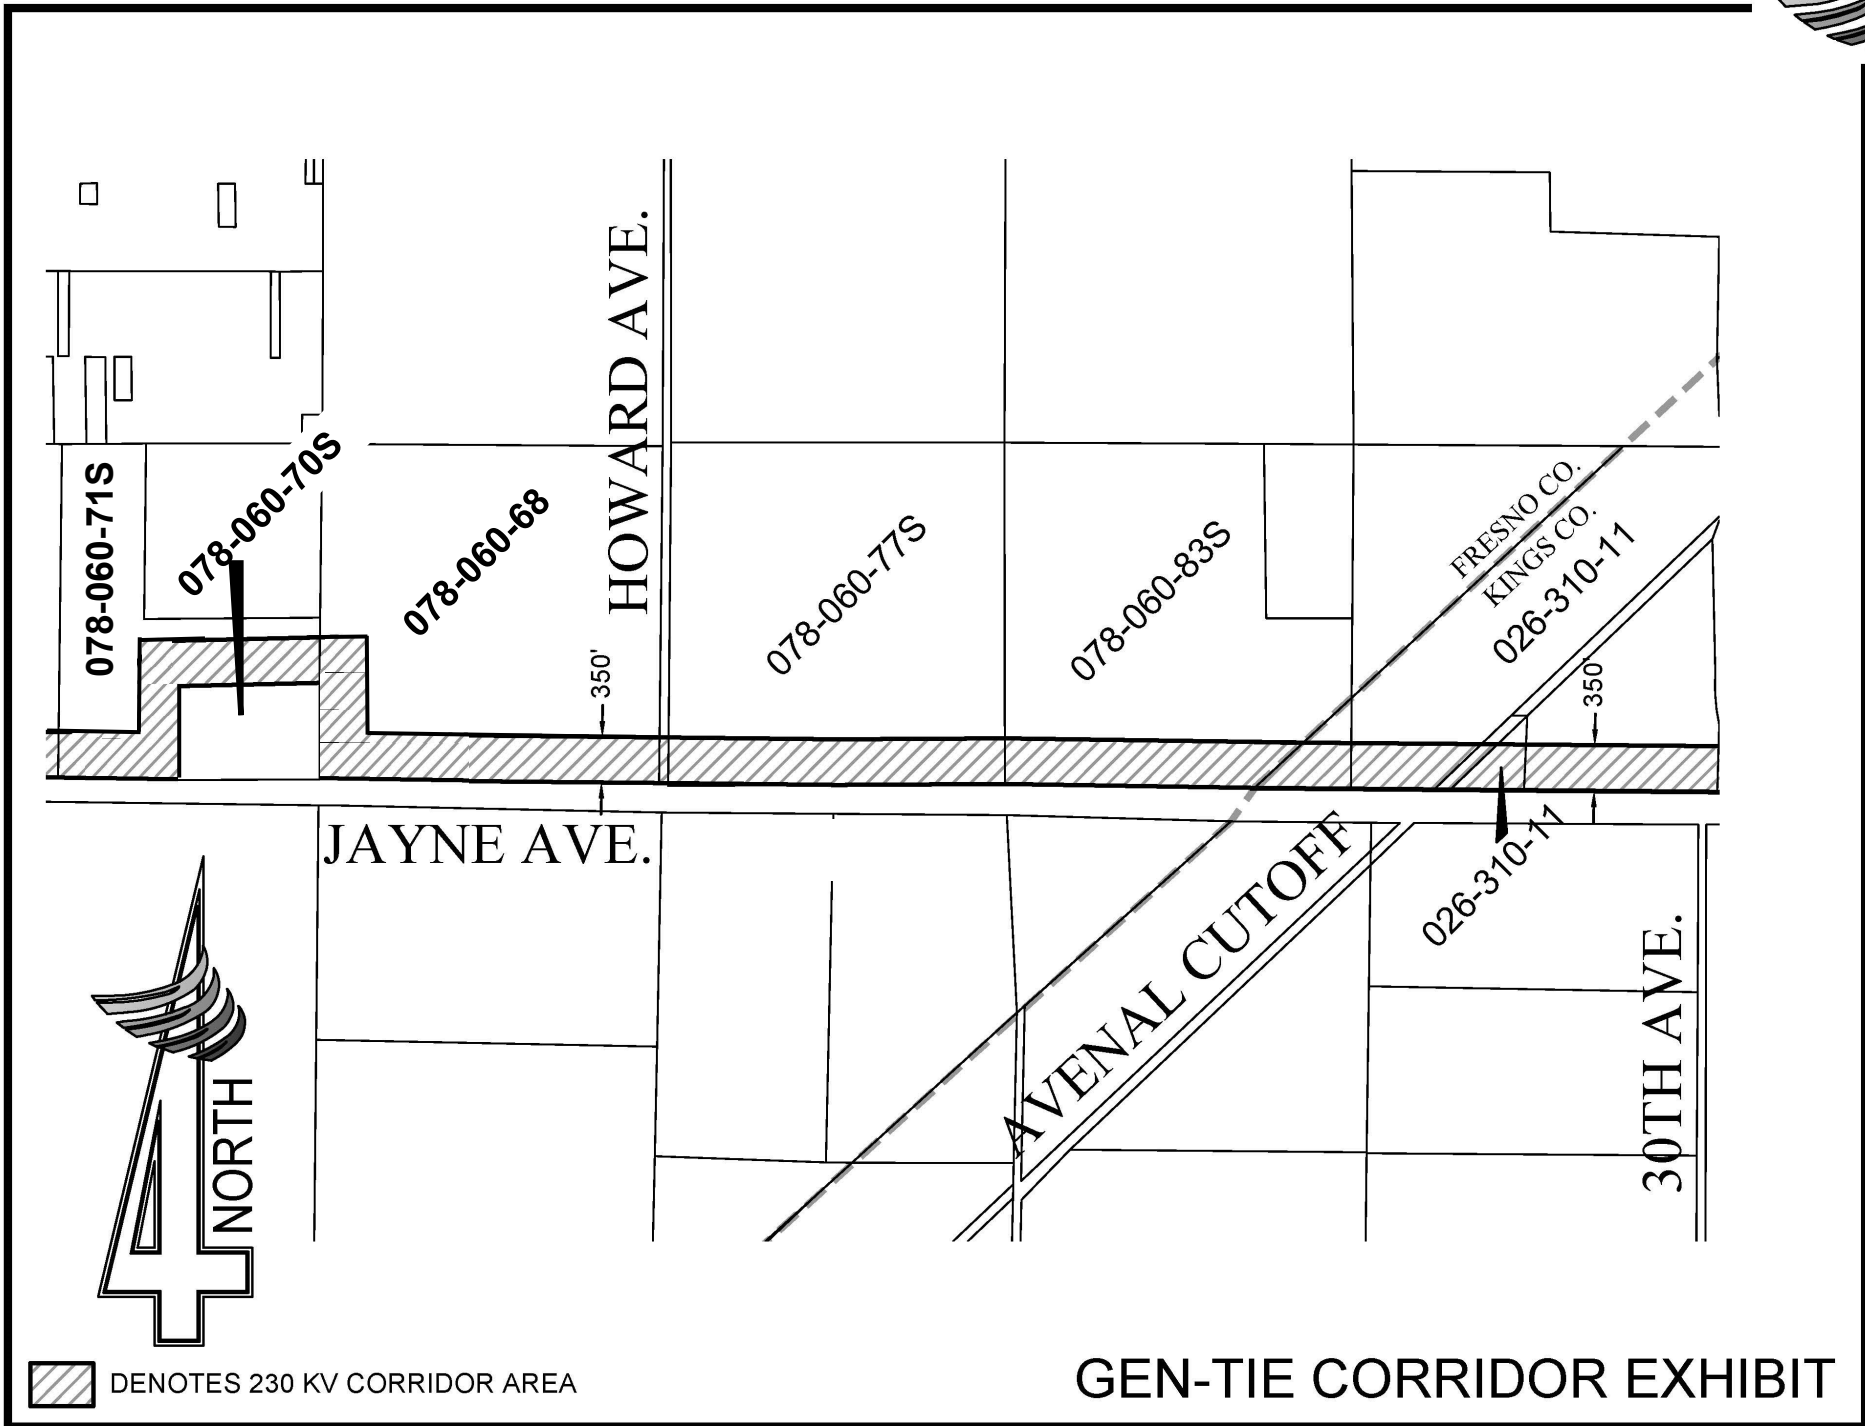 HOWARD AVE.
078-060-71S
078-060-70S
078-060-68
078-060-77S
078-060-83S
FRESNO CO.
KINGS CO.
026-310-11
350'
350'
JAYNE AVE.
AVENAL CUTOFF
026-310-11
30TH AVE.
NORTH
DENOTES 230 KV CORRIDOR AREA
GEN-TIE CORRIDOR EXHIBIT